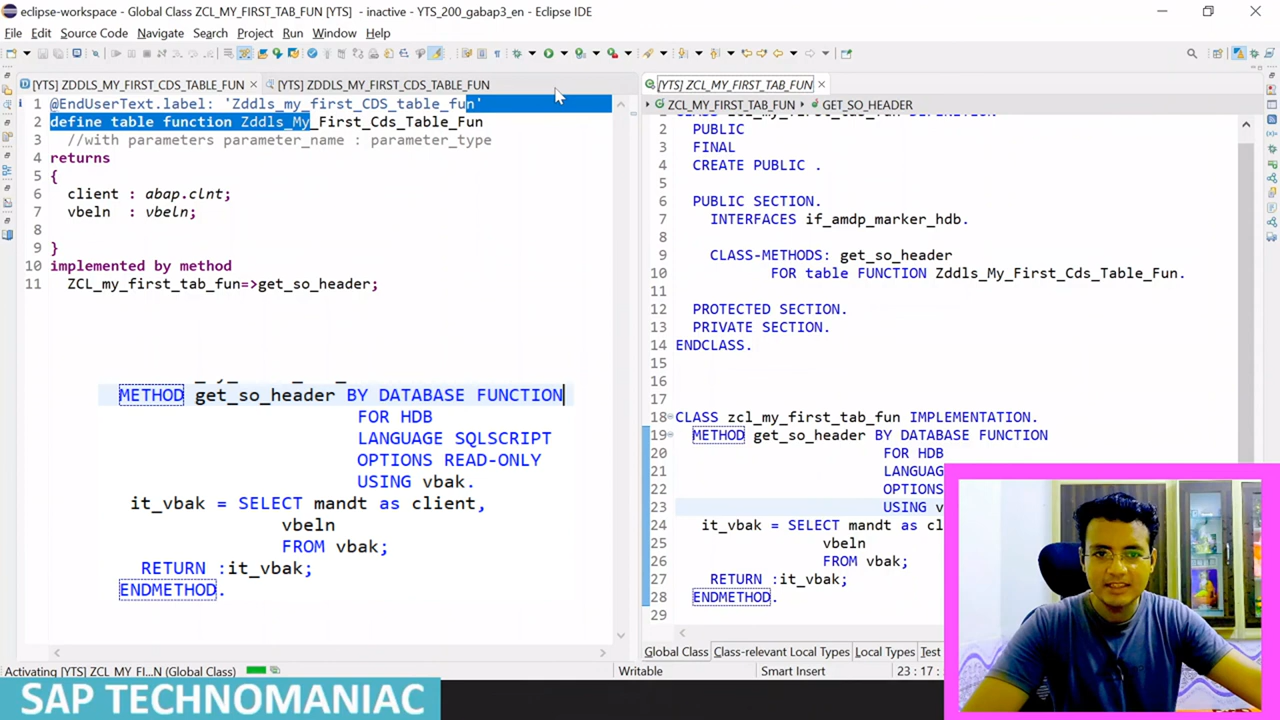 eclipse-workspace - Global Class ZCL_MY_FIRST_TAB_FUN [YTS] - inactive - YTS_200_gabap3_en - Eclipse IDE
File Edit Source Code Navigate Search Project Run Window Help
[YTS] ZDDLS_MY_FIRST_CDS_TABLE_FUN
[YTS] ZDDLS_MY_FIRST_CDS_TABLE_FUN
1 @EndUserText.label: 'Zddls_my_first_CDS_table_fun'
2 define table function Zddls_My_First_Cds_Table_Fun
3 //with parameters parameter_name : parameter_type
4 returns
5 {
6 client : abap.clnt;
7 vbeln : vbeln;
8
9 }
10 implemented by method
11 ZCL_my_first_tab_fun=>get_so_header;
METHOD get_so_header BY DATABASE FUNCTION
FOR HDB
LANGUAGE SQLSCRIPT
OPTIONS READ-ONLY
USING vbak.
it_vbak = SELECT mandt as client,
vbeln
FROM vbak;
RETURN :it_vbak;
ENDMETHOD.
[YTS] ZCL_MY_FIRST_TAB_FUN
ZCL_MY_FIRST_TAB_FUN GET_SO_HEADER
CLASS zcl_my_first_tab_fun DEFINITION
2 PUBLIC
3 FINAL
4 CREATE PUBLIC .
5
6 PUBLIC SECTION.
7 INTERFACES if_amdp_marker_hdb.
8
9 CLASS-METHODS: get_so_header
10 FOR table FUNCTION Zddls_My_First_Cds_Table_Fun.
11
12 PROTECTED SECTION.
13 PRIVATE SECTION.
14 ENDCLASS.
15
16
17
18 CLASS zcl_my_first_tab_fun IMPLEMENTATION.
19 METHOD get_so_header BY DATABASE FUNCTION
20 FOR HDB
21 LANGUAG
22 OPTIONS
23 USING v
24 it_vbak = SELECT mandt as cl
25 vbeln
26 FROM vbak;
27 RETURN :it_vbak;
28 ENDMETHOD.
29
Global Class Class-relevant Local Types Local Types Test
Activating [YTS] ZCL_MY_FI...N (Global Class)
Writable Smart Insert 23 : 17
SAP TECHNOMANIAC